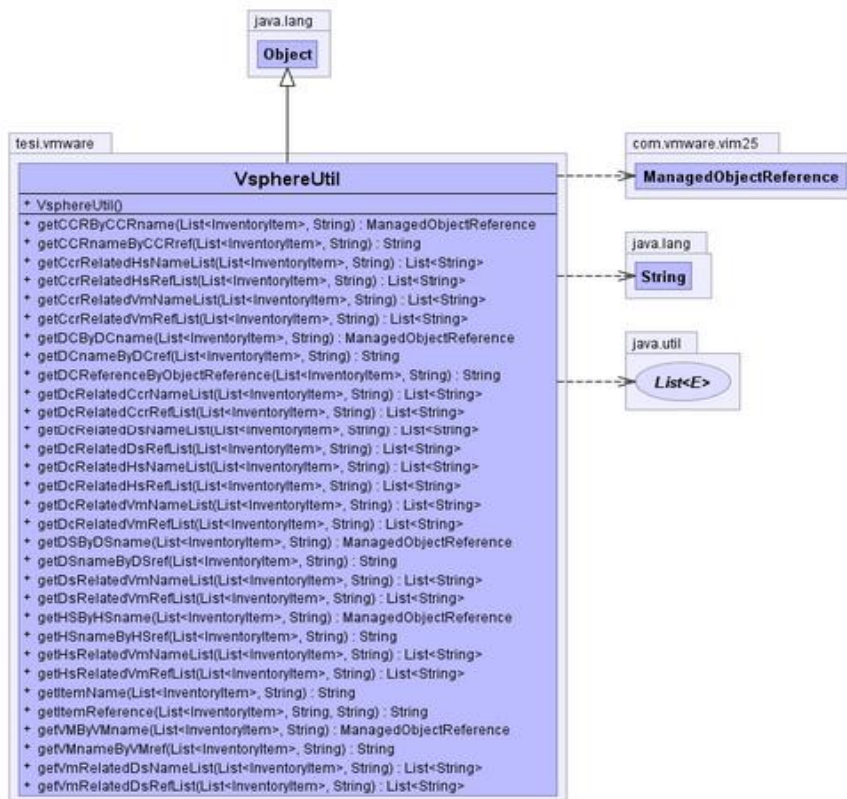 java.lang
Object
tesi.vmware
VsphereUtil
+ VsphereUtil()
+ getCCRByCCRname(List<InventoryItem>, String) : ManagedObjectReference
+ getCCRnameByCCRref(List<InventoryItem>, String) : String
+ getCcrRelatedHsNameList(List<InventoryItem>, String) : List<String>
+ getCcrRelatedHsRefList(List<InventoryItem>, String) : List<String>
+ getCcrRelatedVmNameList(List<InventoryItem>, String) : List<String>
+ getCcrRelatedVmRefList(List<InventoryItem>, String) : List<String>
+ getDCByDCname(List<InventoryItem>, String) : ManagedObjectReference
+ getDCnameByDCref(List<InventoryItem>, String) : String
+ getDCReferenceByObjectReference(List<InventoryItem>, String) : String
+ getDcRelatedCcrNameList(List<InventoryItem>, String) : List<String>
+ getDcRelatedCcrRefList(List<InventoryItem>, String) : List<String>
+ getDcRelatedDsNameList(List<InventoryItem>, String) : List<String>
+ getDcRelatedDsRefList(List<InventoryItem>, String) : List<String>
+ getDcRelatedHsNameList(List<InventoryItem>, String) : List<String>
+ getDcRelatedHsRefList(List<InventoryItem>, String) : List<String>
+ getDcRelatedVmNameList(List<InventoryItem>, String) : List<String>
+ getDcRelatedVmRefList(List<InventoryItem>, String) : List<String>
+ getDSByDSname(List<InventoryItem>, String) : ManagedObjectReference
+ getDSnameByDSref(List<InventoryItem>, String) : String
+ getDsRelatedVmNameList(List<InventoryItem>, String) : List<String>
+ getDsRelatedVmRefList(List<InventoryItem>, String) : List<String>
+ getHSByHSname(List<InventoryItem>, String) : ManagedObjectReference
+ getHSnameByHSref(List<InventoryItem>, String) : String
+ getHsRelatedVmNameList(List<InventoryItem>, String) : List<String>
+ getHsRelatedVmRefList(List<InventoryItem>, String) : List<String>
+ getItemName(List<InventoryItem>, String) : String
+ getItemReference(List<InventoryItem>, String, String) : String
+ getVMByVMname(List<InventoryItem>, String) : ManagedObjectReference
+ getVMnameByVMref(List<InventoryItem>, String) : String
+ getVmRelatedDsNameList(List<InventoryItem>, String) : List<String>
+ getVmRelatedDsRefList(List<InventoryItem>, String) : List<String>
com.vmware.vim25
ManagedObjectReference
java.lang
String
java.util
List<E>